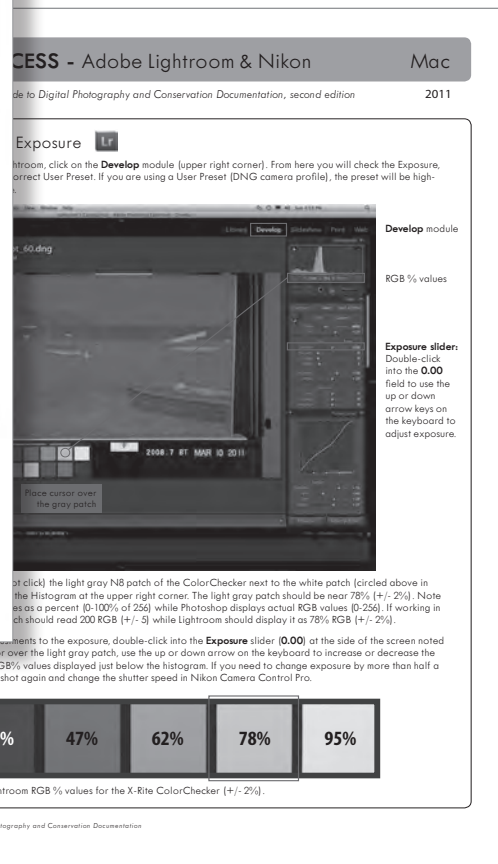 CESS - Adobe Lightroom & Nikon Mac
de to Digital Photography and Conservation Documentation, second edition 2011
Exposure Lr
htroom, click on the Develop module (upper right corner). From here you will check the Exposure,
orrect User Preset. If you are using a User Preset (DNG camera profile), the preset will be high-
e.
Library Develop Slideshow Print Web
t_60.dng
Develop module
RGB % values
Exposure slider:
Double-click
into the 0.00
field to use the
up or down
arrow keys on
the keyboard to
adjust exposure.
2008.7 BT MAR 10 2011
Place cursor over
the gray patch
ot click) the light gray N8 patch of the ColorChecker next to the white patch (circled above in
the Histogram at the upper right corner. The light gray patch should be near 78% (+/- 2%). Note
es as a percent (0-100% of 256) while Photoshop displays actual RGB values (0-256). If working in
ch should read 200 RGB (+/- 5) while Lightroom should display it as 78% RGB (+/- 2%).
ments to the exposure, double-click into the Exposure slider (0.00) at the side of the screen noted
r over the light gray patch, use the up or down arrow on the keyboard to increase or decrease the
GB% values displayed just below the histogram. If you need to change exposure by more than half a
shot again and change the shutter speed in Nikon Camera Control Pro.
% 47% 62% 78% 95%
htroom RGB % values for the X-Rite ColorChecker (+/- 2%).
tography and Conservation Documentation